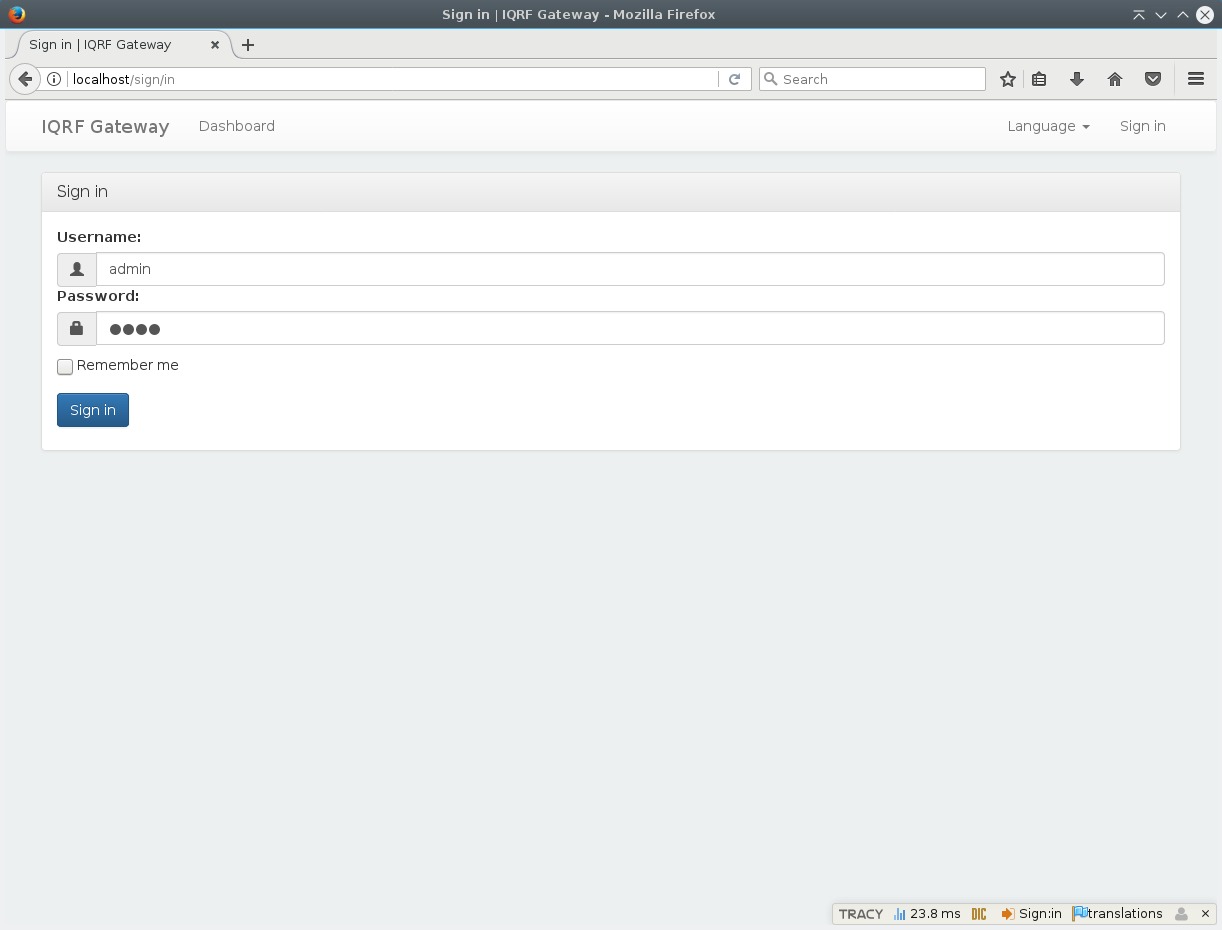 Sign in | IQRF Gateway - Mozilla Firefox
Sign in | IQRF Gateway
localhost/sign/in
Search
IQRF Gateway Dashboard Language Sign in
Sign in
Username:
admin
Password:
●●●●
Remember me
Sign in
TRACY 23.8 ms DIC Sign:in translations